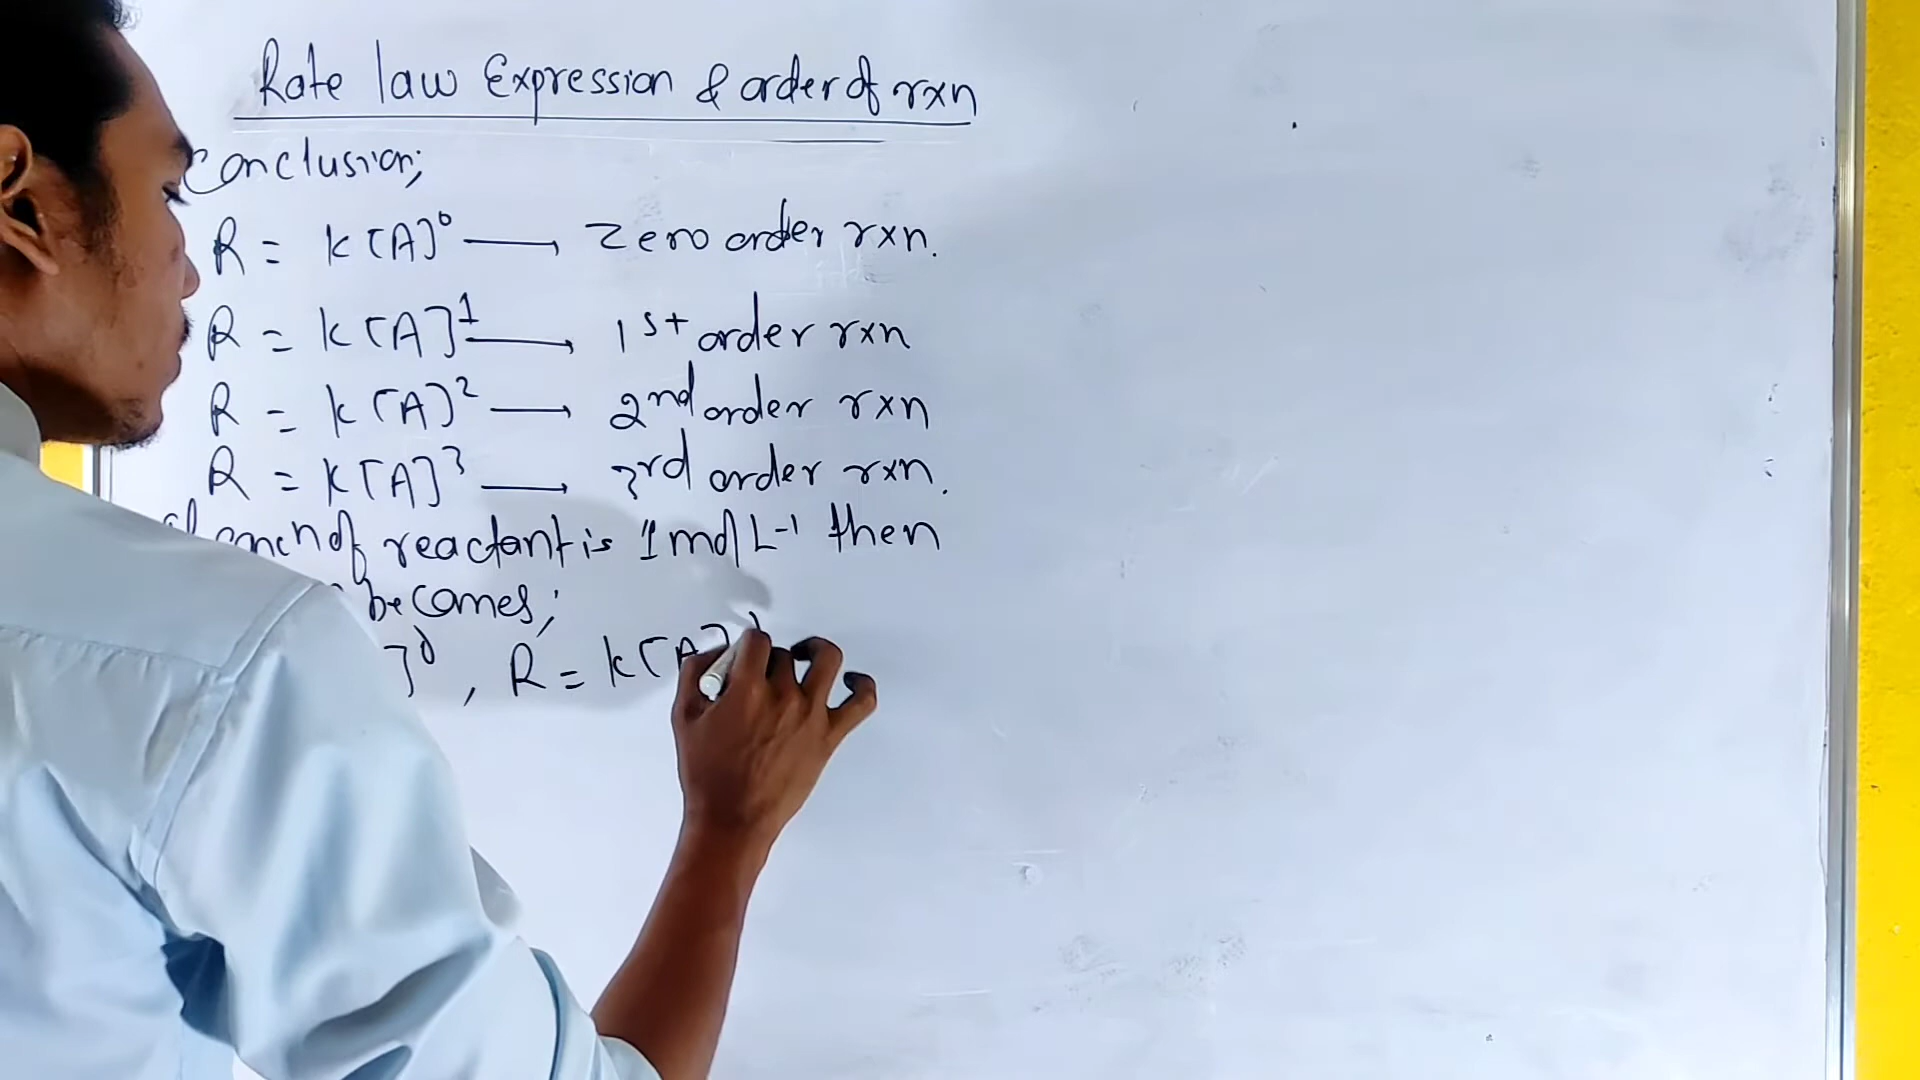 Rate law Expression & order of rxn
Conclusion;
R = k[A]⁰ → Zero order rxn.
R = k[A]¹ → 1st order rxn
R = k[A]² → 2nd order rxn
R = k[A]³ → 3rd order rxn.
concn of reactant is 1 mol L⁻¹ then
becomes;
]⁰, R = k[A]